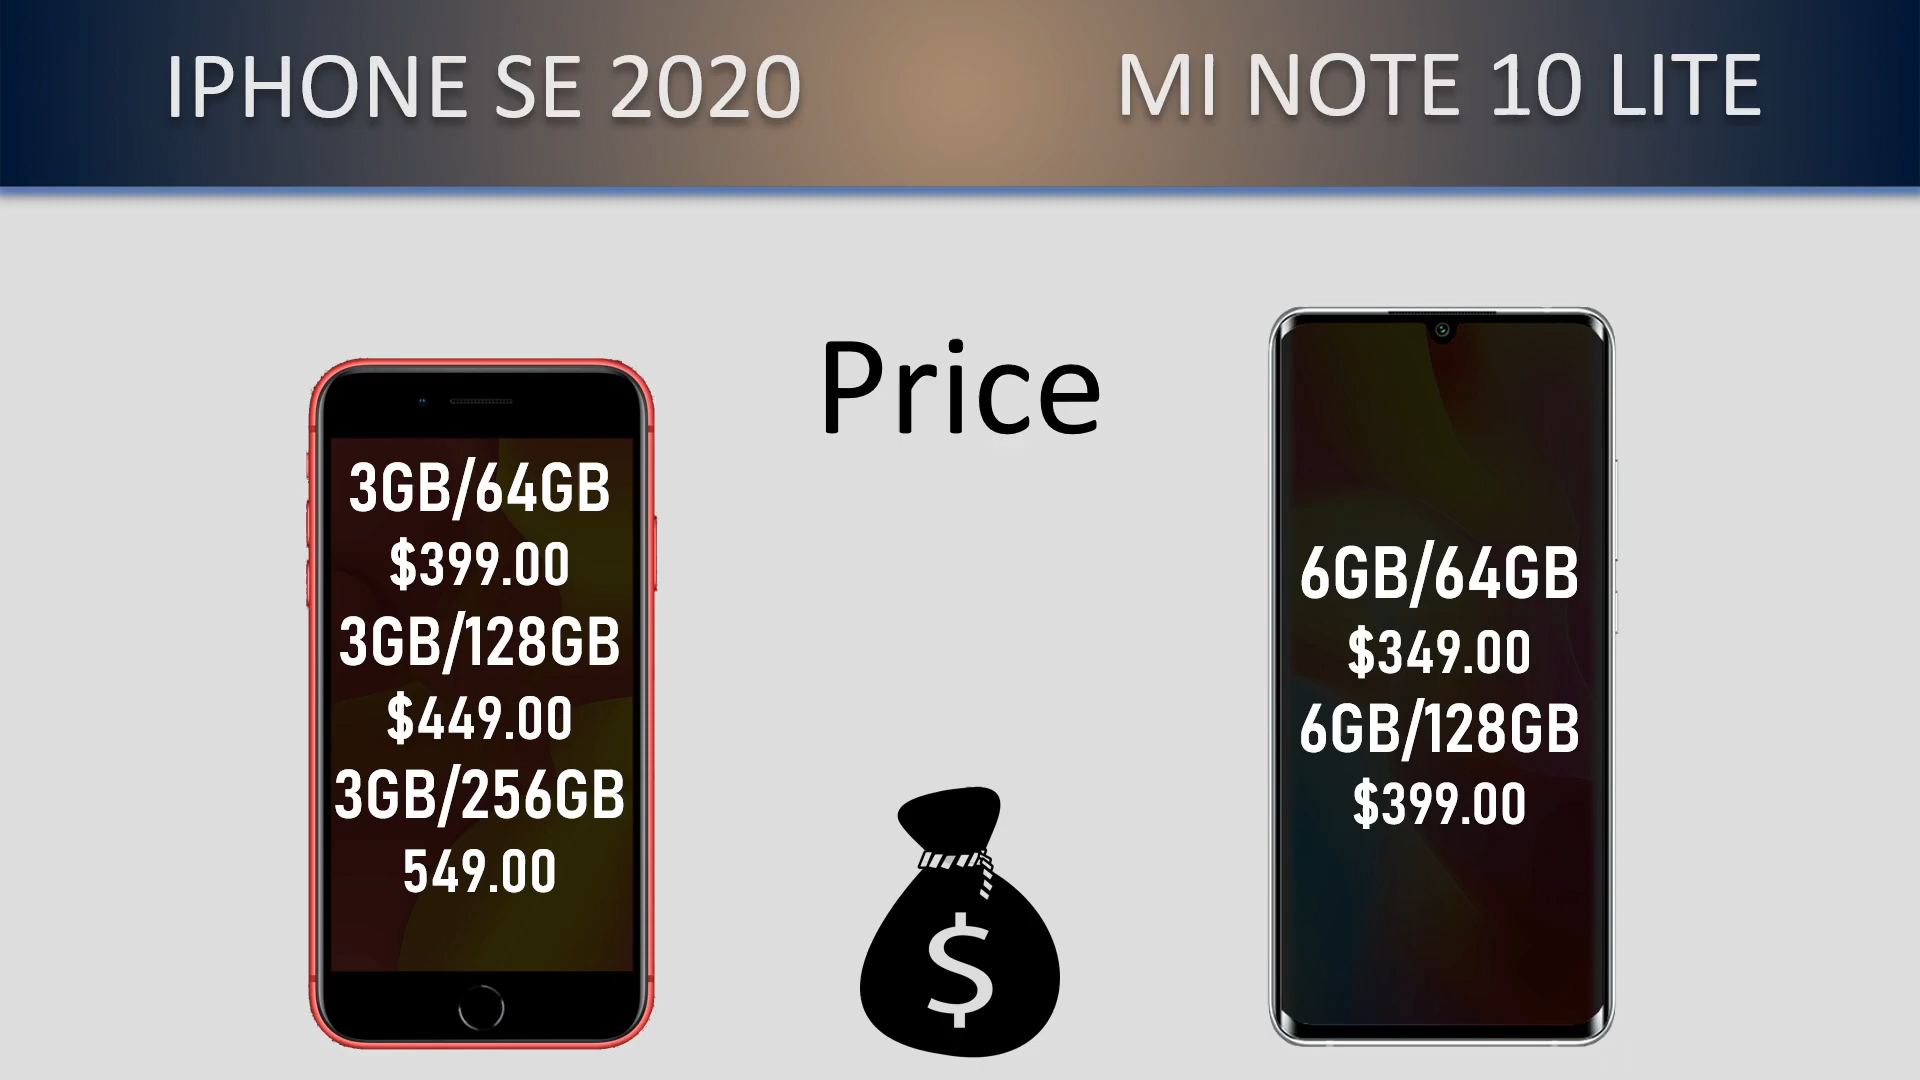 IPHONE SE 2020
MI NOTE 10 LITE
Price
3GB/64GB
$399.00
3GB/128GB
$449.00
3GB/256GB
549.00
6GB/64GB
$349.00
6GB/128GB
$399.00
$